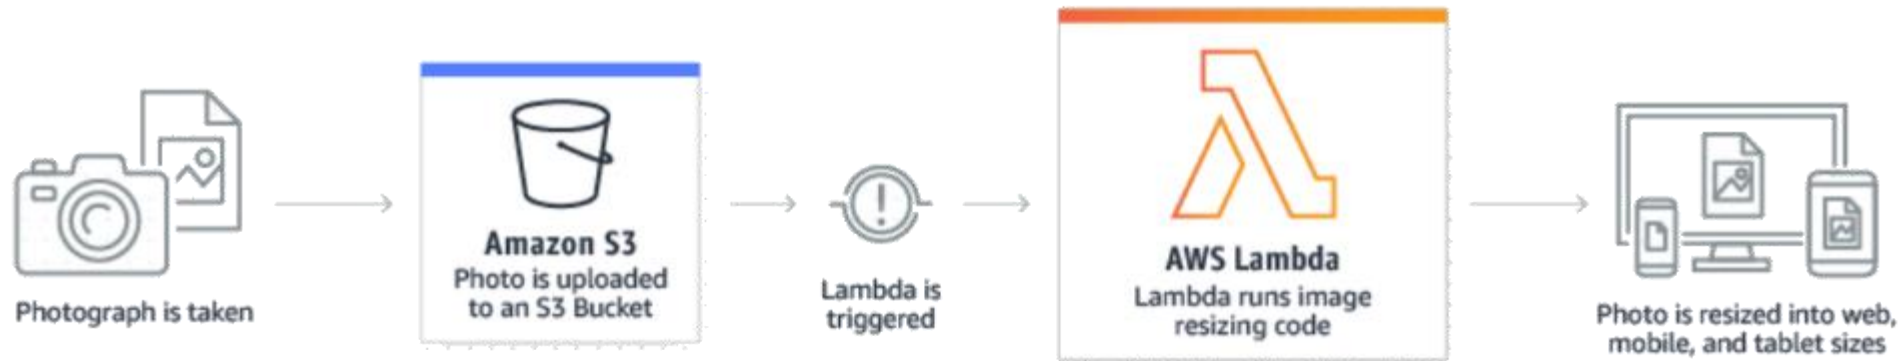 Photograph is taken
Amazon S3
Photo is uploaded
to an S3 Bucket
Lambda is
triggered
AWS Lambda
Lambda runs image
resizing code
Photo is resized into web,
mobile, and tablet sizes